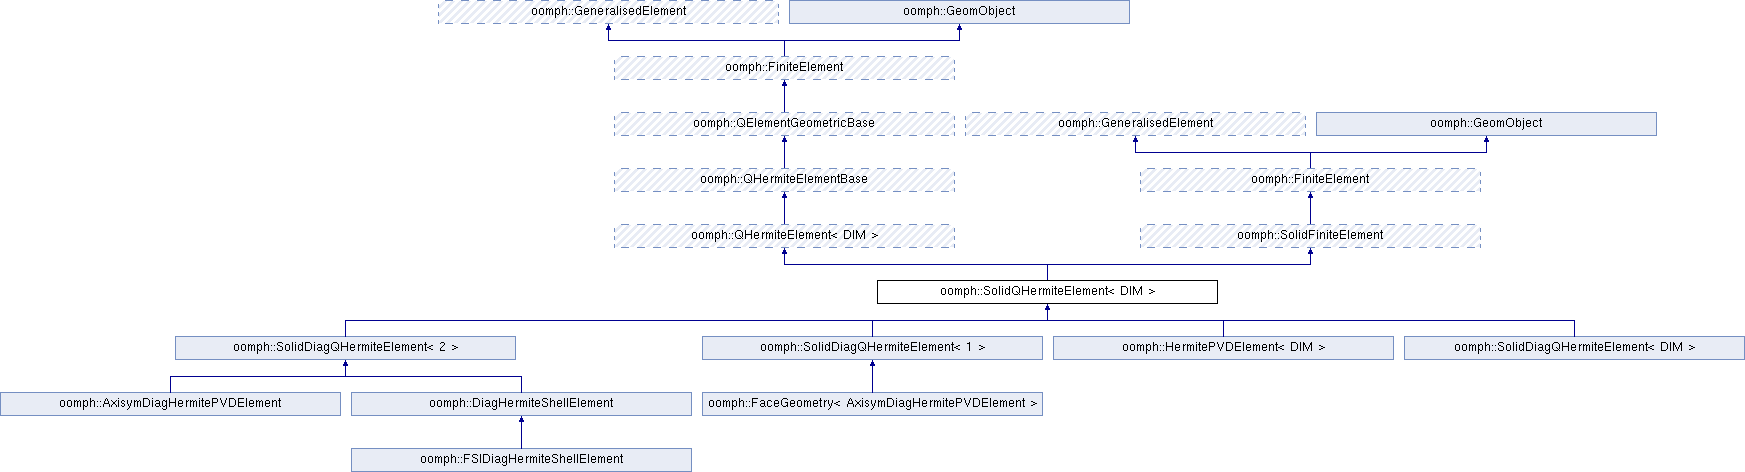 oomph::GeneralisedElement
oomph::GeomObject
oomph::FiniteElement
oomph::QElementGeometricBase
oomph::GeneralisedElement
oomph::GeomObject
oomph::QHermiteElementBase
oomph::FiniteElement
oomph::QHermiteElement< DIM >
oomph::SolidFiniteElement
oomph::SolidQHermiteElement< DIM >
oomph::SolidDiagQHermiteElement< 2 >
oomph::SolidDiagQHermiteElement< 1 >
oomph::HermitePVDElement< DIM >
oomph::SolidDiagQHermiteElement< DIM >
oomph::AxisymDiagHermitePVDElement
oomph::DiagHermiteShellElement
oomph::FaceGeometry< AxisymDiagHermitePVDElement >
oomph::FSIDiagHermiteShellElement